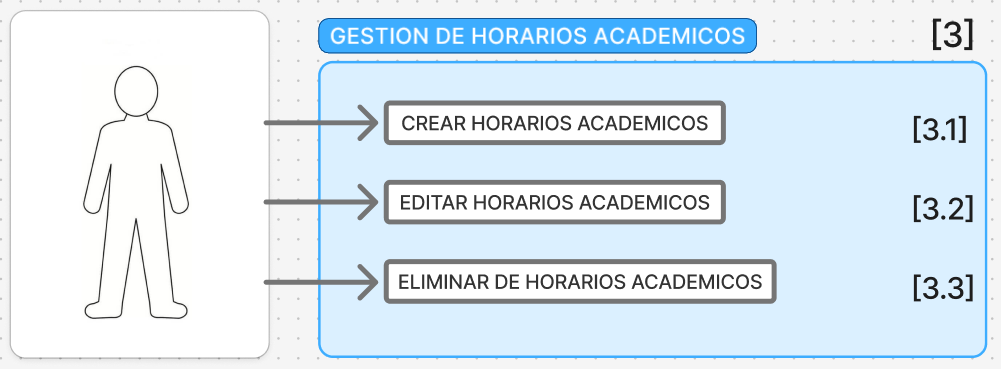 GESTION DE HORARIOS ACADEMICOS [3]
CREAR HORARIOS ACADEMICOS [3.1]
EDITAR HORARIOS ACADEMICOS [3.2]
ELIMINAR DE HORARIOS ACADEMICOS [3.3]